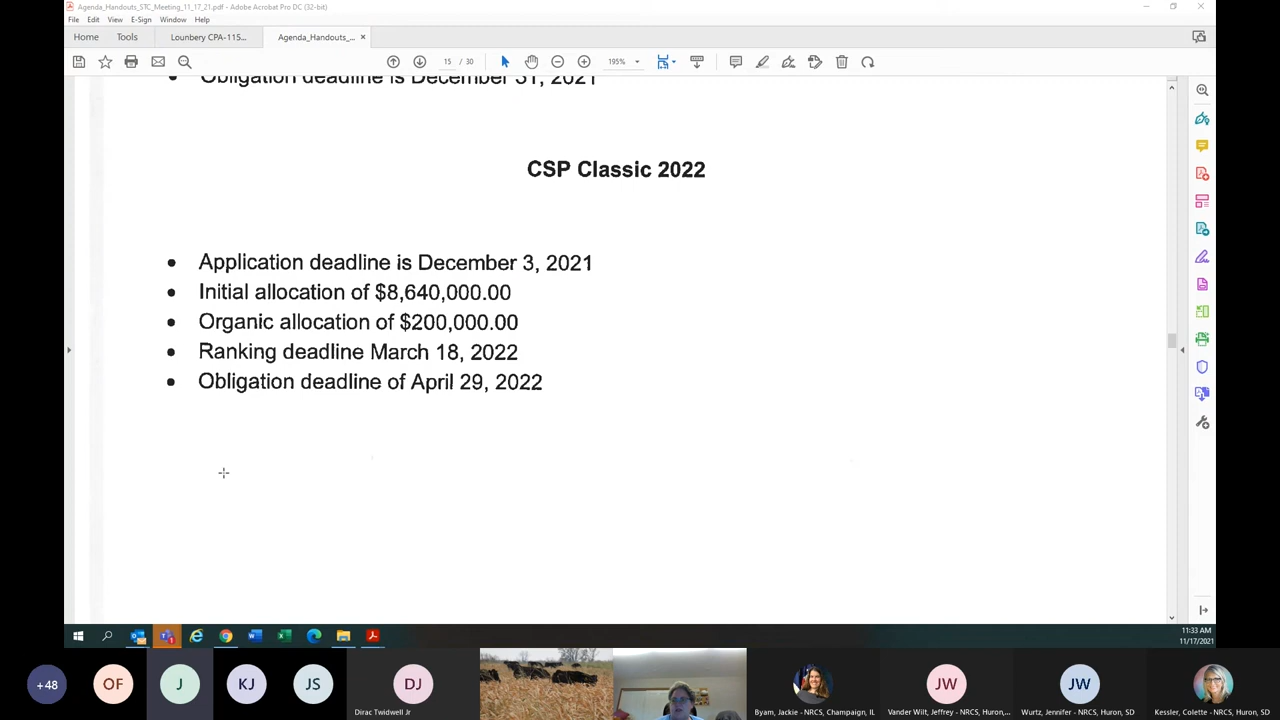 Agenda_Handouts_STC_Meeting_11_17_21.pdf - Adobe Acrobat Pro DC (32-bit)
File Edit View E-Sign Window Help
Home Tools Lounbery CPA-115... Agenda_Handouts_... ×
15 / 30 195%
Obligation deadline is December 31, 2021
CSP Classic 2022
• Application deadline is December 3, 2021
• Initial allocation of $8,640,000.00
• Organic allocation of $200,000.00
• Ranking deadline March 18, 2022
• Obligation deadline of April 29, 2022
11:33 AM
11/17/2021
+48 OF J KJ JS DJ JW JW
Dirac Twidwell Jr Byam, Jackie - NRCS, Champaign, IL Vander Wilt, Jeffrey - NRCS, Huron,... Wurtz, Jennifer - NRCS, Huron, SD Kessler, Colette - NRCS, Huron, SD